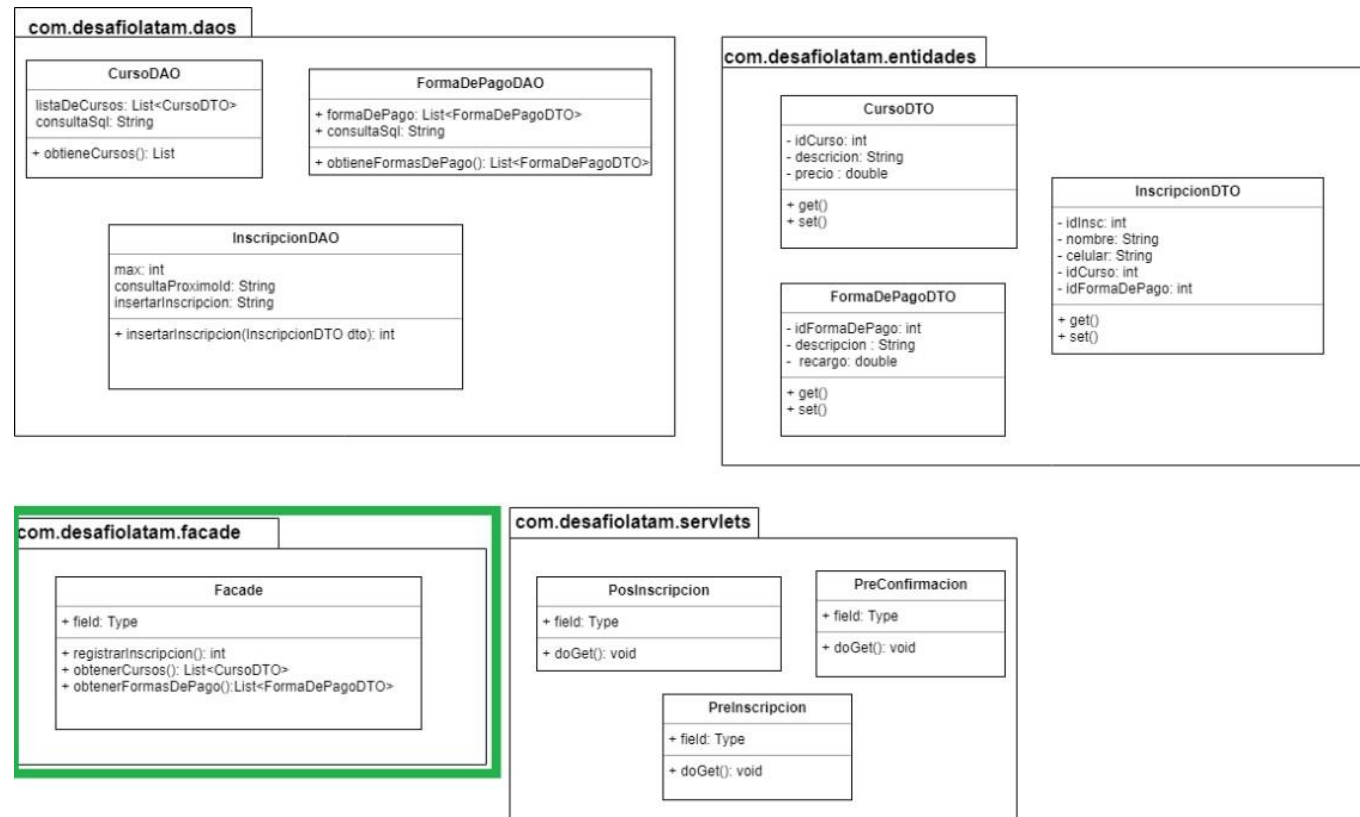 com.desafiolatam.daos
CursoDAO
listaDeCursos: List<CursoDTO>
consultaSql: String
+ obtieneCursos(): List
FormaDePagoDAO
+ formaDePago: List<FormaDePagoDTO>
+ consultaSql: String
+ obtieneFormasDePago(): List<FormaDePagoDTO>
InscripcionDAO
max: int
consultaProximoId: String
insertarInscripcion: String
+ insertarInscripcion(InscripcionDTO dto): int
com.desafiolatam.entidades
CursoDTO
- idCurso: int
- descricion: String
- precio : double
+ get()
+ set()
InscripcionDTO
- idInsc: int
- nombre: String
- celular: String
- idCurso: int
- idFormaDePago: int
+ get()
+ set()
FormaDePagoDTO
- idFormaDePago: int
- descripcion : String
- recargo: double
+ get()
+ set()
com.desafiolatam.facade
Facade
+ field: Type
+ registrarInscripcion(): int
+ obtenerCursos(): List<CursoDTO>
+ obtenerFormasDePago():List<FormaDePagoDTO>
com.desafiolatam.servlets
PosInscripcion
+ field: Type
+ doGet(): void
PreConfirmacion
+ field: Type
+ doGet(): void
PreInscripcion
+ field: Type
+ doGet(): void